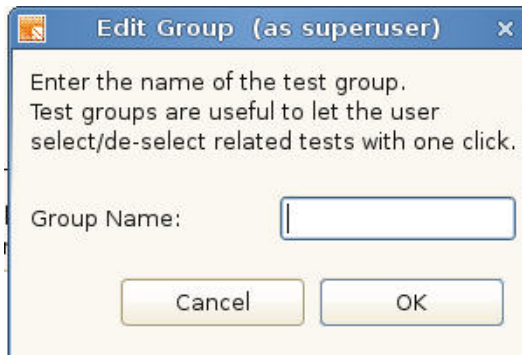 Edit Group (as superuser)
Enter the name of the test group.
Test groups are useful to let the user
select/de-select related tests with one click.
Group Name:
Cancel
OK